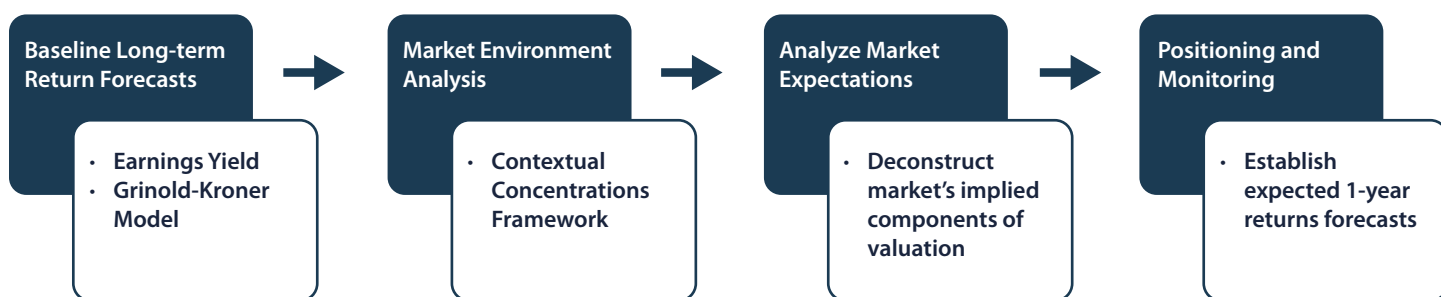 Baseline Long-term
Return Forecasts
• Earnings Yield
• Grinold-Kroner
Model
Market Environment
Analysis
• Contextual
Concentrations
Framework
Analyze Market
Expectations
• Deconstruct
market’s implied
components of
valuation
Positioning and
Monitoring
• Establish
expected 1-year
returns forecasts